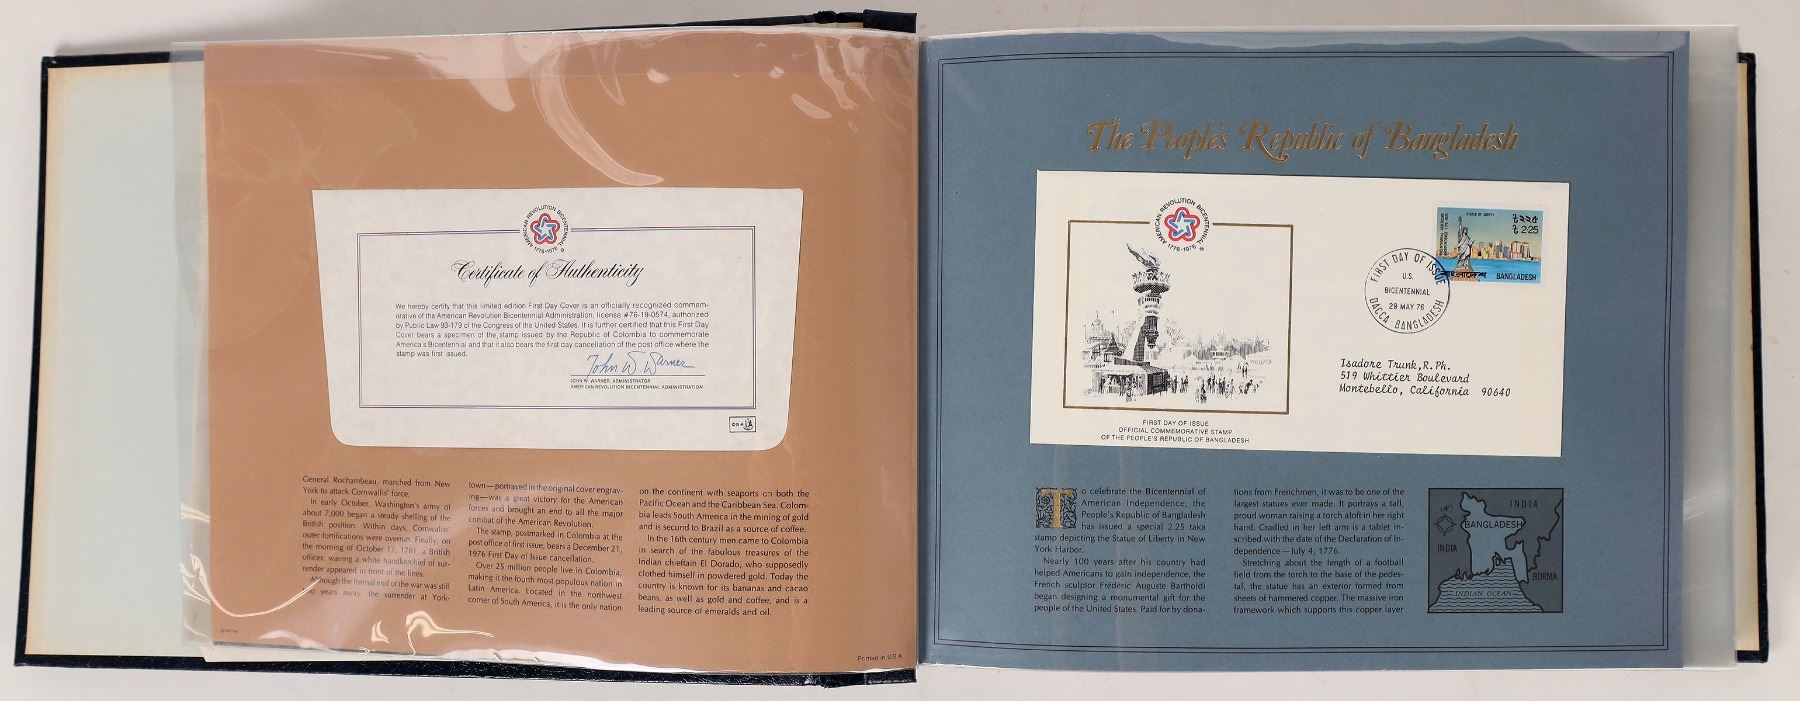 AMERICAN REVOLUTION BICENTENNIAL
1776-1976
Certificate of Authenticity
We hereby certify that this limited edition First Day Cover is an officially recognized commem-
orative of the American Revolution Bicentennial Administration, license #76-19-0574, authorized
by Public Law 93-179 of the Congress of the United States. It is further certified that this First Day
Cover bears a specimen of the stamp issued by the Republic of Colombia to commemorate
America's Bicentennial and that it also bears the first day cancellation of the post office where the
stamp was first issued.
John W. Warner
JOHN W. WARNER, ADMINISTRATOR
AMERICAN REVOLUTION BICENTENNIAL ADMINISTRATION
General Rochambeau, marched from New
York to attack Cornwallis' force.
In early October, Washington's army of
about 7,000 began a steady shelling of the
British position. Within days, Cornwallis'
outer fortifications were overrun. Finally, on
the morning of October 17, 1781, a British
officer, waving a white handkerchief of sur-
render appeared in front of the lines.
Although the formal end of the war was still
two years away, the surrender at York-
town—portrayed in the original cover engrav-
ing—was a great victory for the American
forces and brought an end to all the major
combat of the American Revolution.
The stamp, postmarked in Colombia at the
post office of first issue, bears a December 21,
1976 First Day of Issue cancellation.
Over 25 million people live in Colombia,
making it the fourth most populous nation in
Latin America. Located in the northwest
corner of South America, it is the only nation
on the continent with seaports on both the
Pacific Ocean and the Caribbean Sea. Colom-
bia leads South America in the mining of gold
and is second to Brazil as a source of coffee.
In the 16th century men came to Colombia
in search of the fabulous treasures of the
Indian chieftain El Dorado, who supposedly
clothed himself in powdered gold. Today the
country is known for its bananas and cacao
beans, as well as gold and coffee, and is a
leading source of emeralds and oil.
Printed in U.S.A.
The People's Republic of Bangladesh
AMERICAN REVOLUTION BICENTENNIAL
1776-1976
FIRST DAY OF ISSUE
OFFICIAL COMMEMORATIVE STAMP
OF THE PEOPLE'S REPUBLIC OF BANGLADESH
STATUE OF LIBERTY
৳ ২.২৫
৳ 2.25
বাংলাদেশ BANGLADESH
FIRST DAY OF ISSUE
U.S.
BICENTENNIAL
29 MAY 76
DACCA BANGLADESH
Isadore Trunk, R. Ph.
519 Whittier Boulevard
Montebello, California 90640
To celebrate the Bicentennial of
American Independence, the
People's Republic of Bangladesh
has issued a special 2.25 taka
stamp depicting the Statue of Liberty in New
York Harbor.
Nearly 100 years after his country had
helped Americans to gain independence, the
French sculptor Fréderic Auguste Bartholdi
began designing a monumental gift for the
people of the United States. Paid for by dona-
tions from Frenchmen, it was to be one of the
largest statues ever made. It portrays a tall,
proud woman raising a torch aloft in her right
hand. Cradled in her left arm is a tablet in-
scribed with the date of the Declaration of In-
dependence—July 4, 1776.
Stretching about the length of a football
field from the torch to the base of the pedes-
tal, the statue has an exterior formed from
sheets of hammered copper. The massive iron
framework which supports this copper layer
INDIA
BANGLADESH
INDIA
BURMA
INDIAN OCEAN